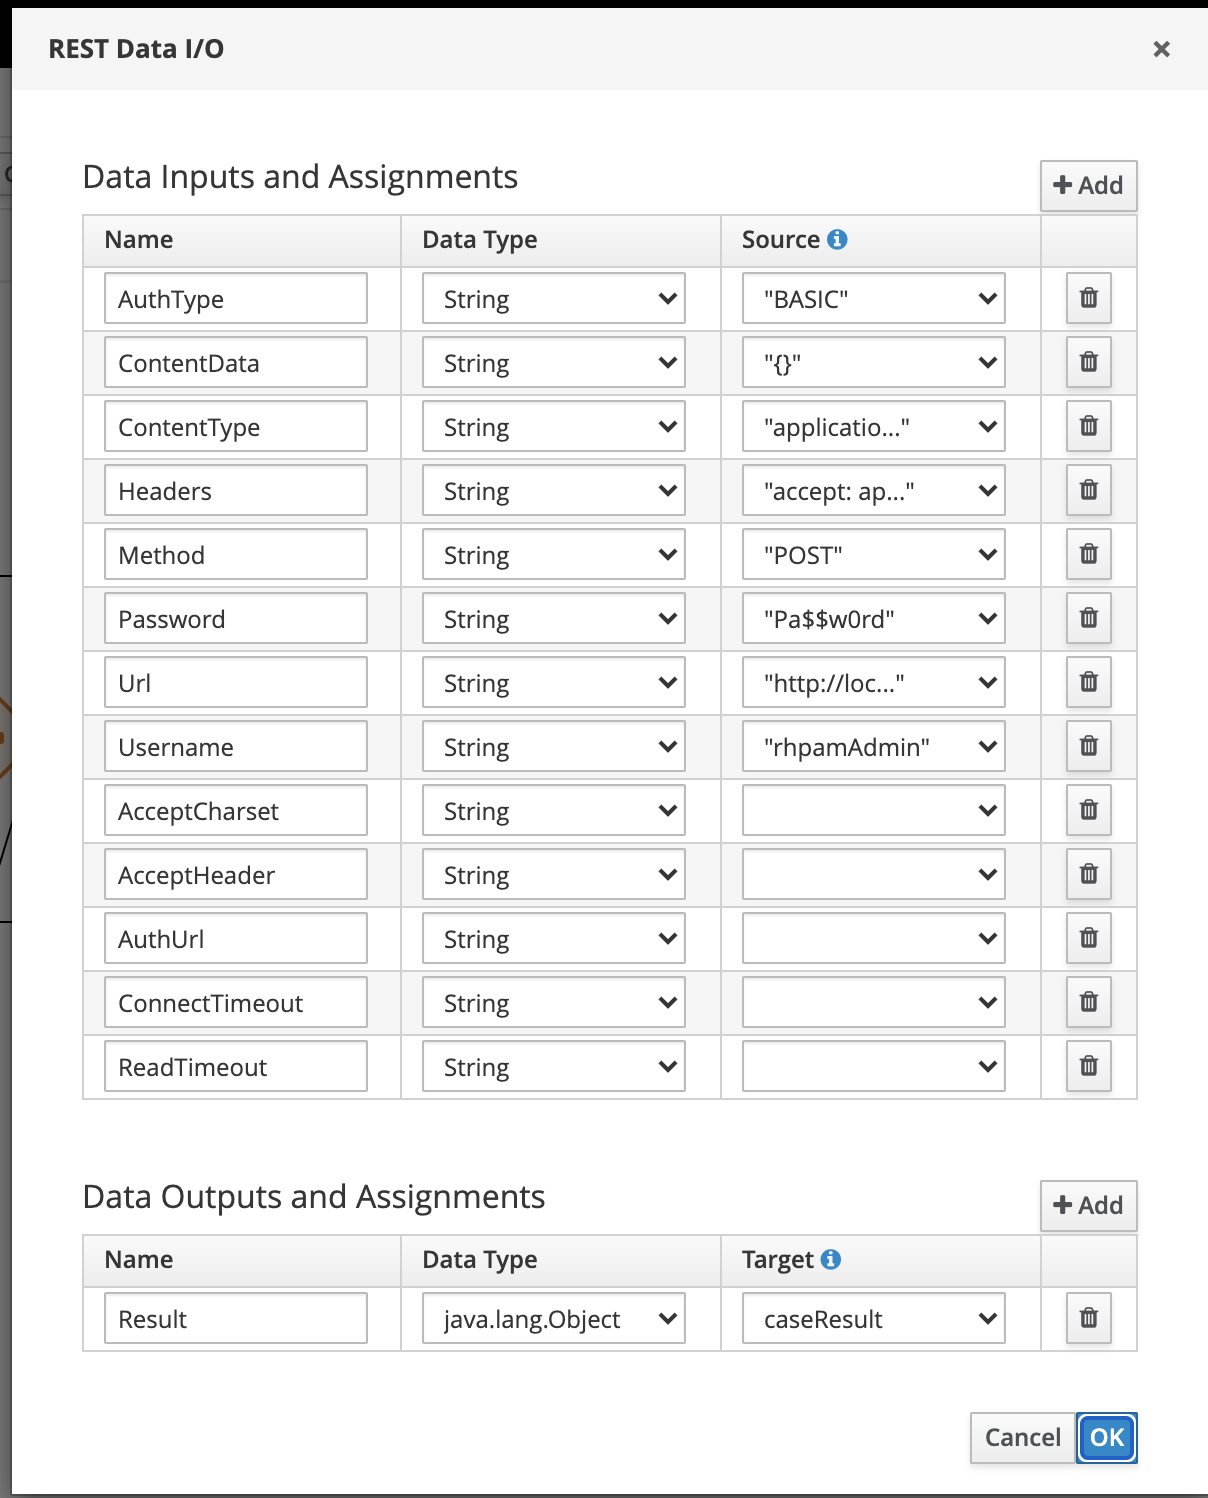 REST Data I/O
Data Inputs and Assignments
Add
Name Data Type Source
AuthType String "BASIC"
ContentData String "{}"
ContentType String "applicatio..."
Headers String "accept: ap..."
Method String "POST"
Password String "Pa$$w0rd"
Url String "http://loc..."
Username String "rhpamAdmin"
AcceptCharset String
AcceptHeader String
AuthUrl String
ConnectTimeout String
ReadTimeout String
Data Outputs and Assignments
Add
Name Data Type Target
Result java.lang.Object caseResult
Cancel OK